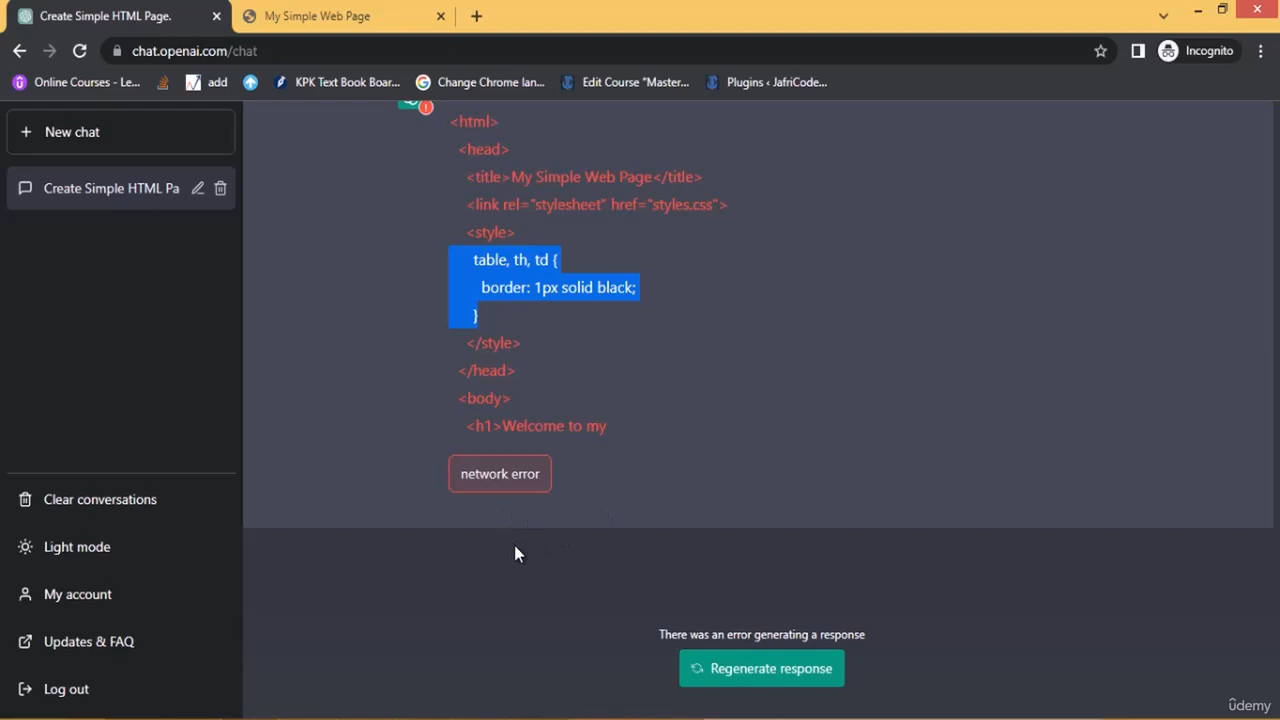 Create Simple HTML Page.
My Simple Web Page
chat.openai.com/chat
Incognito
Online Courses - Le...
add
KPK Text Book Boar...
Change Chrome lan...
Edit Course "Master...
Plugins ‹ JafriCode...
New chat
Create Simple HTML Pa
<html>
<head>
<title>My Simple Web Page</title>
<link rel="stylesheet" href="styles.css">
<style>
table, th, td {
border: 1px solid black;
}
</style>
</head>
<body>
<h1>Welcome to my
network error
Clear conversations
Light mode
My account
Updates & FAQ
Log out
There was an error generating a response
Regenerate response
ûdemy